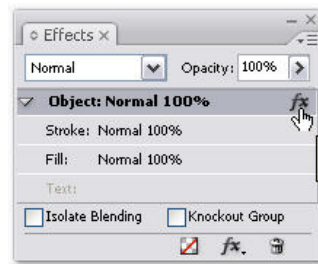 Effects
Normal Opacity: 100%
Object: Normal 100% fx
Stroke: Normal 100%
Fill: Normal 100%
Text:
Isolate Blending Knockout Group
fx.